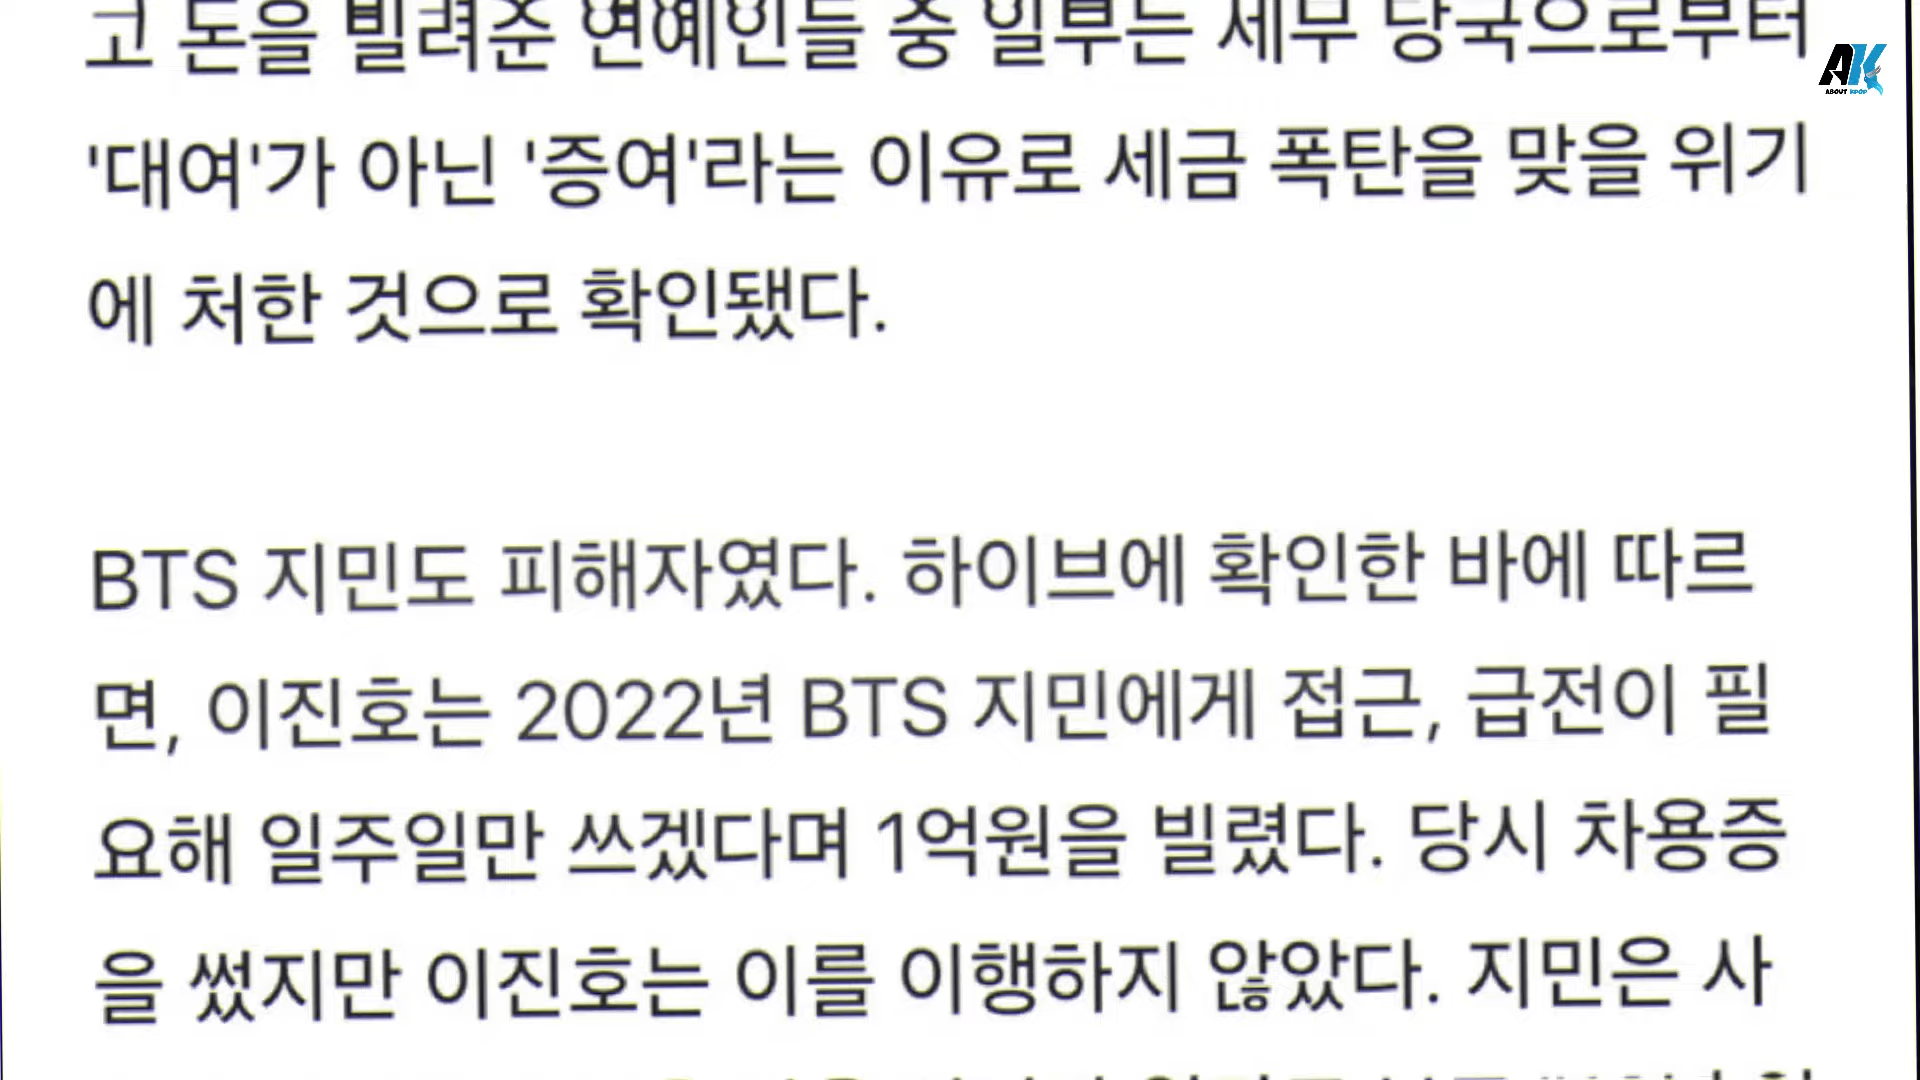 고 돈을 빌려준 연예인들 중 일부는 세무 당국으로부터
'대여'가 아닌 '증여'라는 이유로 세금 폭탄을 맞을 위기
에 처한 것으로 확인됐다.
BTS 지민도 피해자였다. 하이브에 확인한 바에 따르
면, 이진호는 2022년 BTS 지민에게 접근, 급전이 필
요해 일주일만 쓰겠다며 1억원을 빌렸다. 당시 차용증
을 썼지만 이진호는 이를 이행하지 않았다. 지민은 사
AK
ABOUT KPOP